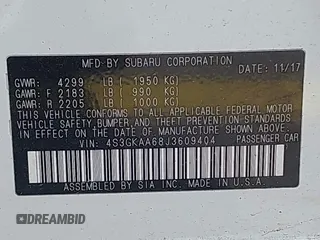 MFD BY SUBARU CORPORATION
GVWR: 4299 LB ( 1950 KG) DATE: 11/17
GAWR: F 2183 LB ( 990 KG)
GAWR: R 2205 LB ( 1000 KG)
THIS VEHICLE CONFORMS TO ALL APPLICABLE FEDERAL MOTOR
VEHICLE SAFETY, BUMPER, AND THEFT PREVENTION STANDARDS
IN EFFECT ON THE DATE OF MANUFACTURE SHOWN ABOVE.
VIN: 4S3GKAA68J3609404 PASSENGER CAR
ASSEMBLED BY SIA INC. MADE IN U.S.A.
DREAMBID
DREAMBID